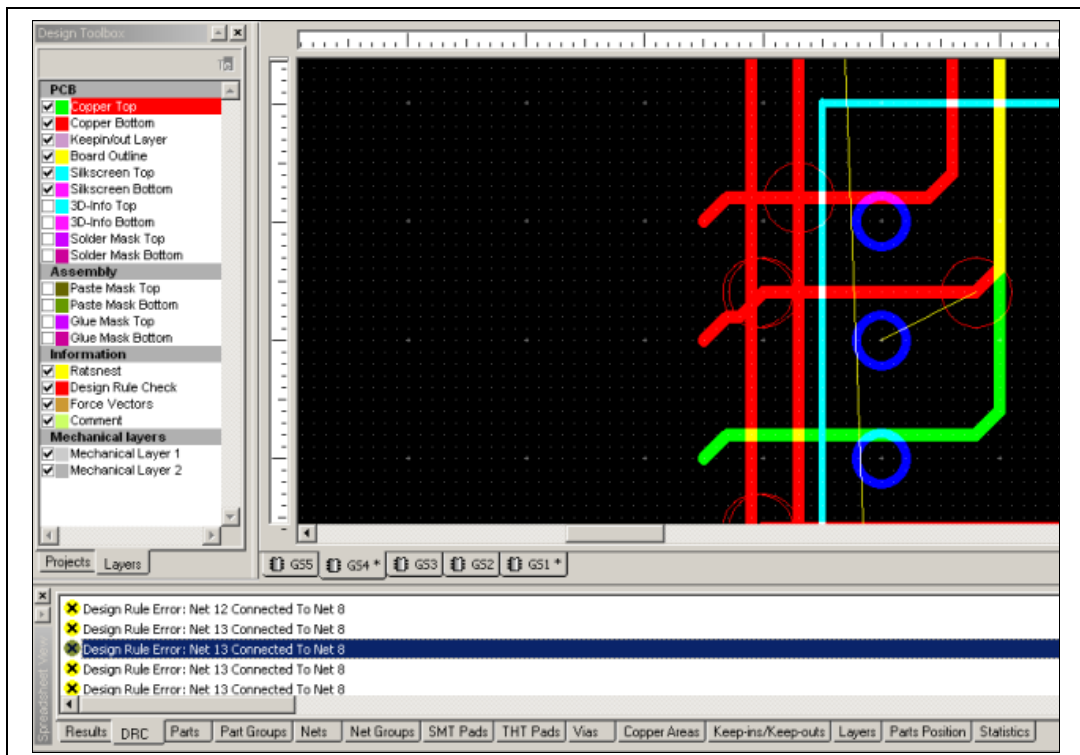 Design Toolbox
PCB
Copper Top
Copper Bottom
Keepin/out Layer
Board Outline
Silkscreen Top
Silkscreen Bottom
3D-Info Top
3D-Info Bottom
Solder Mask Top
Solder Mask Bottom
Assembly
Paste Mask Top
Paste Mask Bottom
Glue Mask Top
Glue Mask Bottom
Information
Ratsnest
Design Rule Check
Force Vectors
Comment
Mechanical layers
Mechanical Layer 1
Mechanical Layer 2
Projects Layers
GS5 GS4 * GS3 GS2 GS1 *
Spreadsheet View
Design Rule Error: Net 12 Connected To Net 8
Design Rule Error: Net 13 Connected To Net 8
Design Rule Error: Net 13 Connected To Net 8
Design Rule Error: Net 13 Connected To Net 8
Design Rule Error: Net 13 Connected To Net 8
Results DRC Parts Part Groups Nets Net Groups SMT Pads THT Pads Vias Copper Areas Keep-ins/Keep-outs Layers Parts Position Statistics